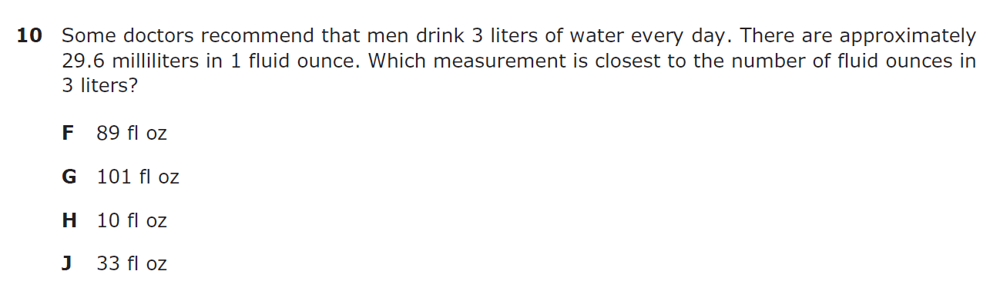 10 Some doctors recommend that men drink 3 liters of water every day. There are approximately
29.6 milliliters in 1 fluid ounce. Which measurement is closest to the number of fluid ounces in
3 liters?
F 89 fl oz
G 101 fl oz
H 10 fl oz
J 33 fl oz